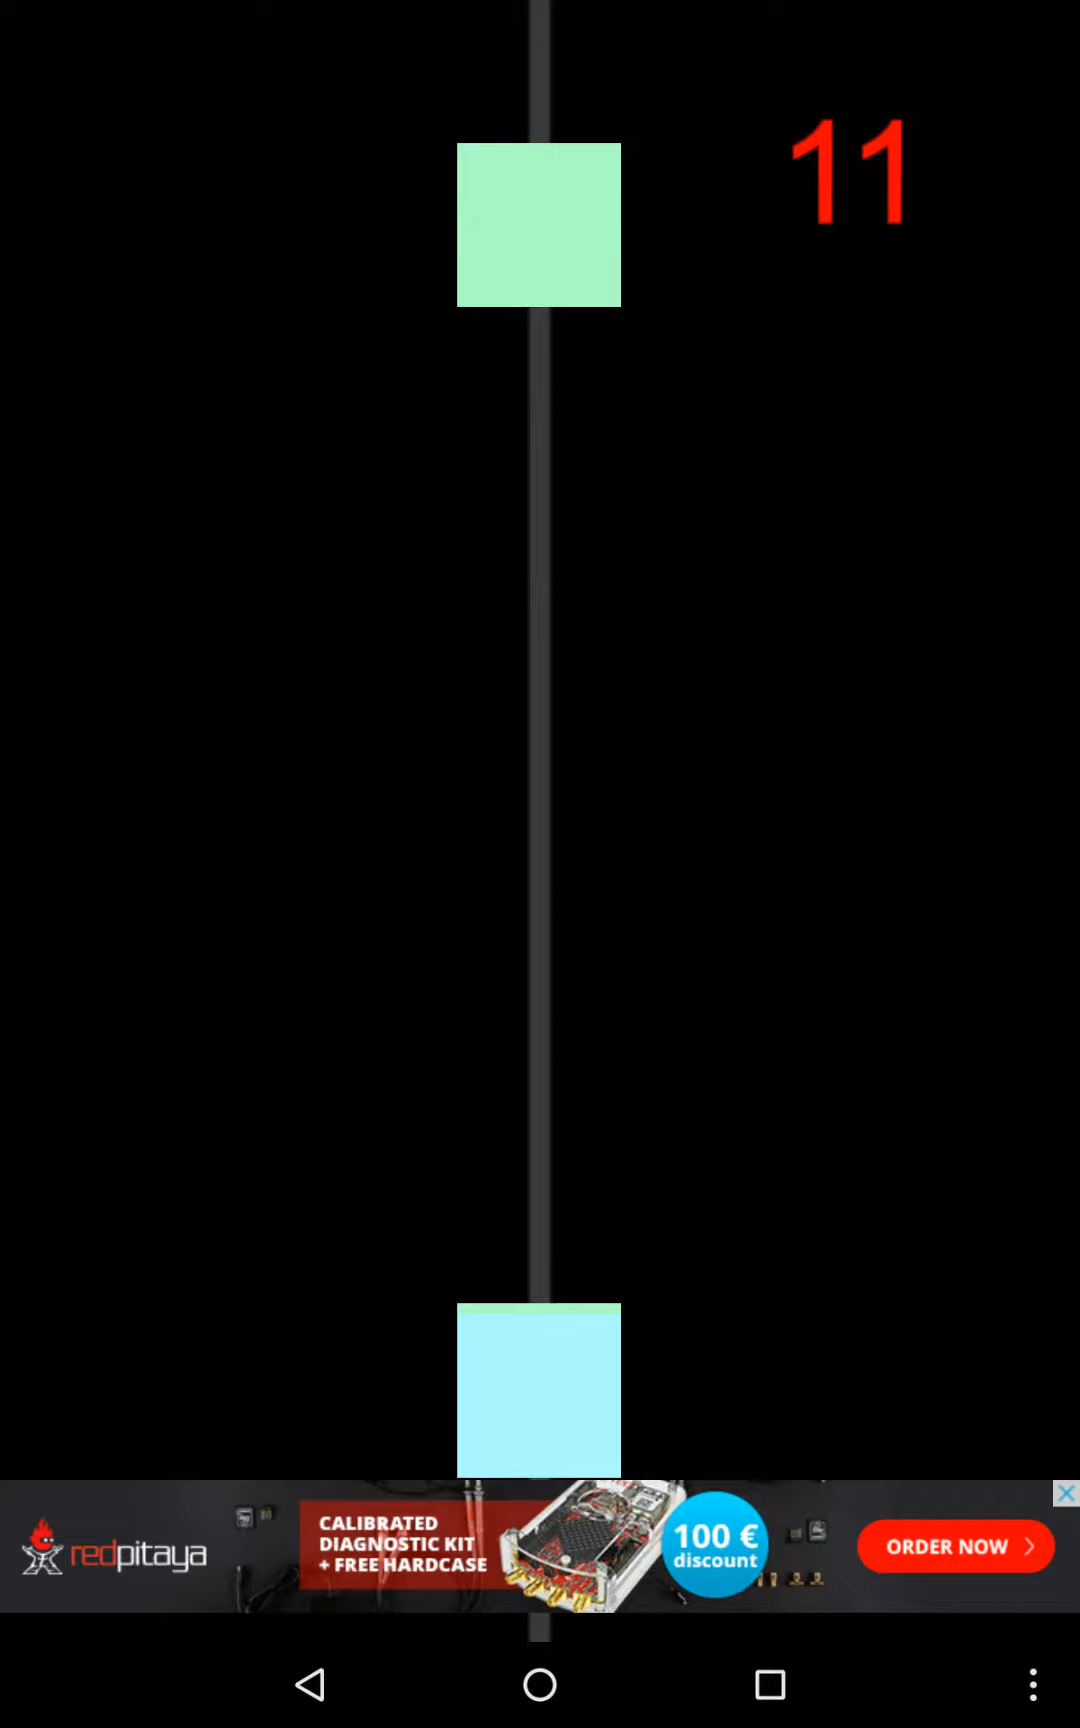 11
redpitaya
CALIBRATED
DIAGNOSTIC KIT
+ FREE HARDCASE
100 €
discount
ORDER NOW